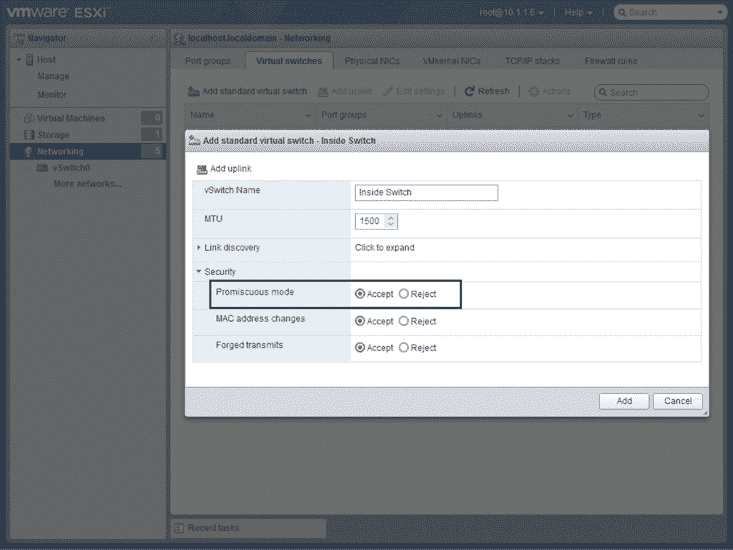 vmware ESXi
root@10.1.1.6 | Help | Search
Navigator
localhost.localdomain - Networking
Host
Manage
Monitor
Virtual Machines 0
Storage 1
Networking 5
vSwitch0
More networks...
Port groups Virtual switches Physical NICs VMkernel NICs TCP/IP stacks Firewall rules
Add standard virtual switch Add uplink Edit settings | Refresh | Actions Search
Name Port groups Uplinks Type
Add standard virtual switch - Inside Switch
Add uplink
vSwitch Name Inside Switch
MTU 1500
Link discovery Click to expand
Security
Promiscuous mode Accept Reject
MAC address changes Accept Reject
Forged transmits Accept Reject
Add Cancel
Recent tasks